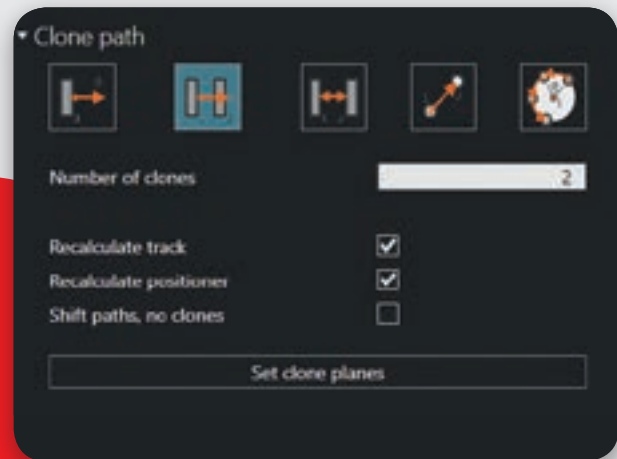 Clone path
Number of clones 2
Recalculate track
Recalculate positioner
Shift paths, no clones
Set clone planes